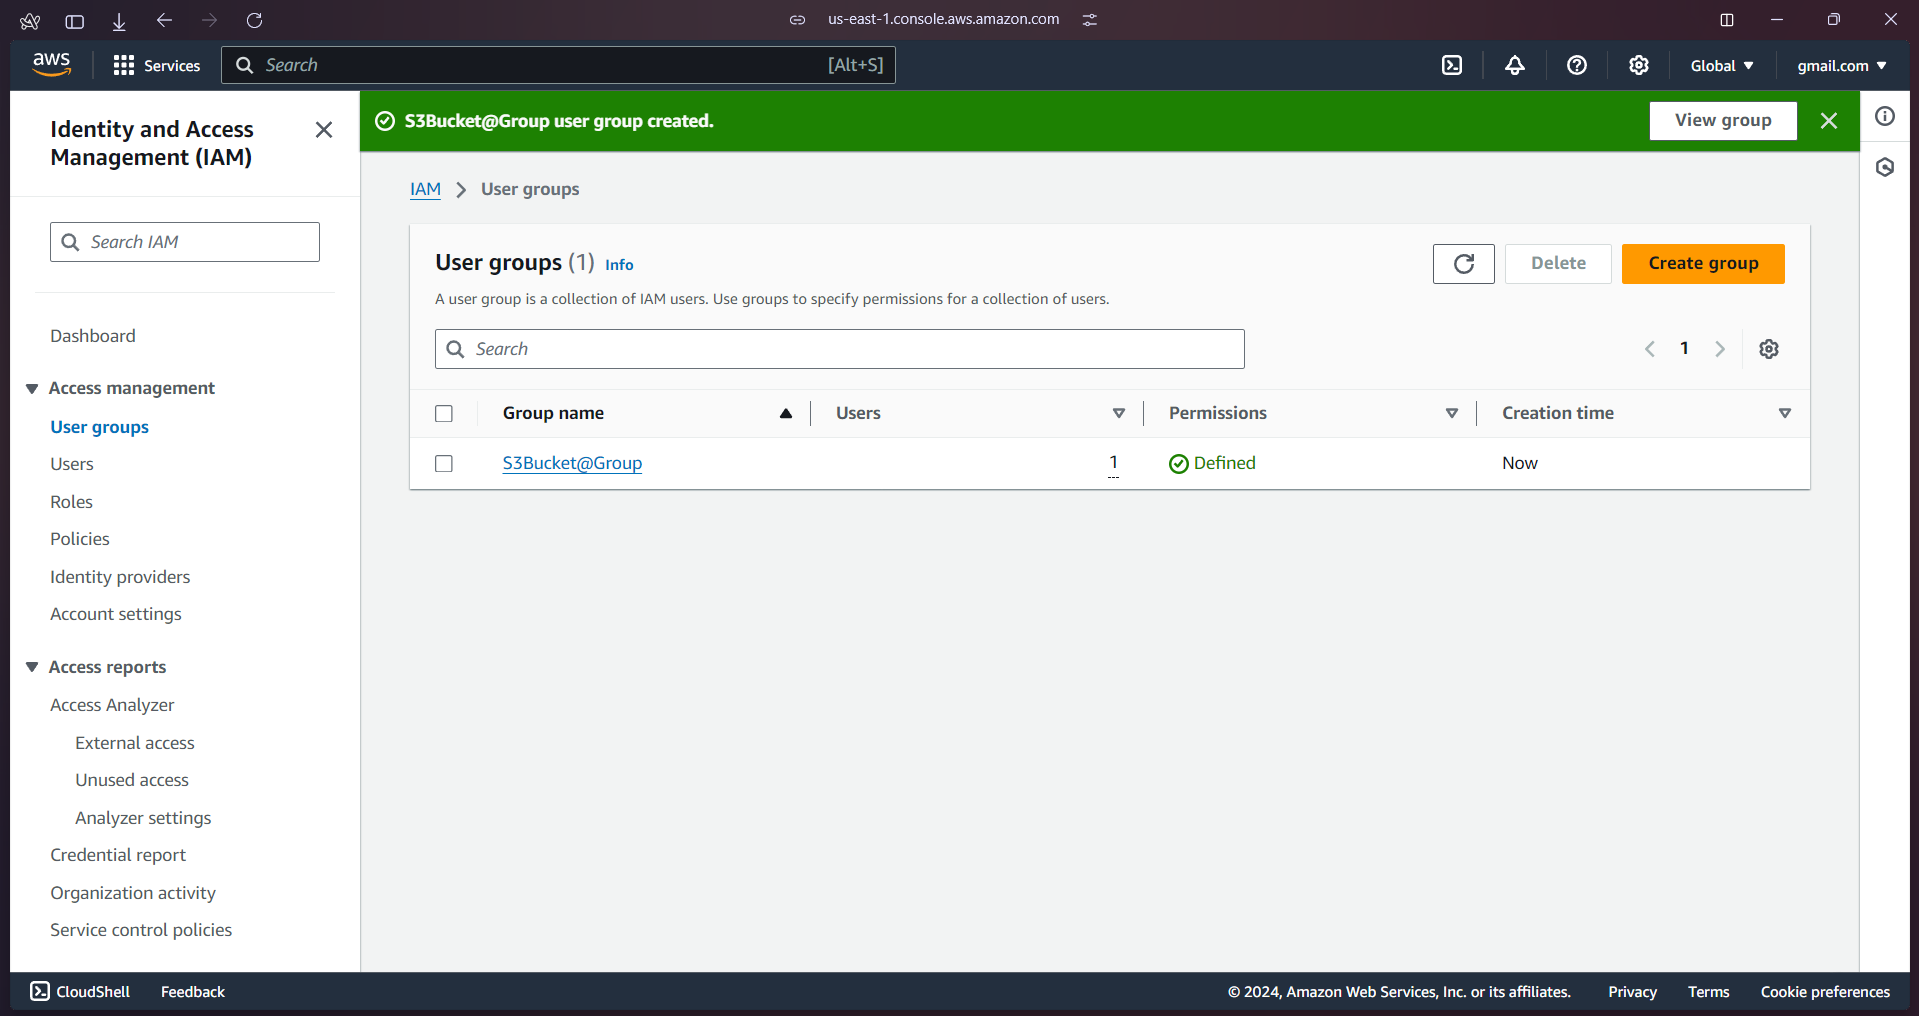 us-east-1.console.aws.amazon.com
aws
Services
Search
[Alt+S]
Global
gmail.com
Identity and Access
Management (IAM)
Search IAM
Dashboard
Access management
User groups
Users
Roles
Policies
Identity providers
Account settings
Access reports
Access Analyzer
External access
Unused access
Analyzer settings
Credential report
Organization activity
Service control policies
S3Bucket@Group user group created.
View group
IAM
User groups
User groups (1) Info
Delete
Create group
A user group is a collection of IAM users. Use groups to specify permissions for a collection of users.
Search
1
Group name
Users
Permissions
Creation time
S3Bucket@Group
1
Defined
Now
CloudShell
Feedback
© 2024, Amazon Web Services, Inc. or its affiliates.
Privacy
Terms
Cookie preferences